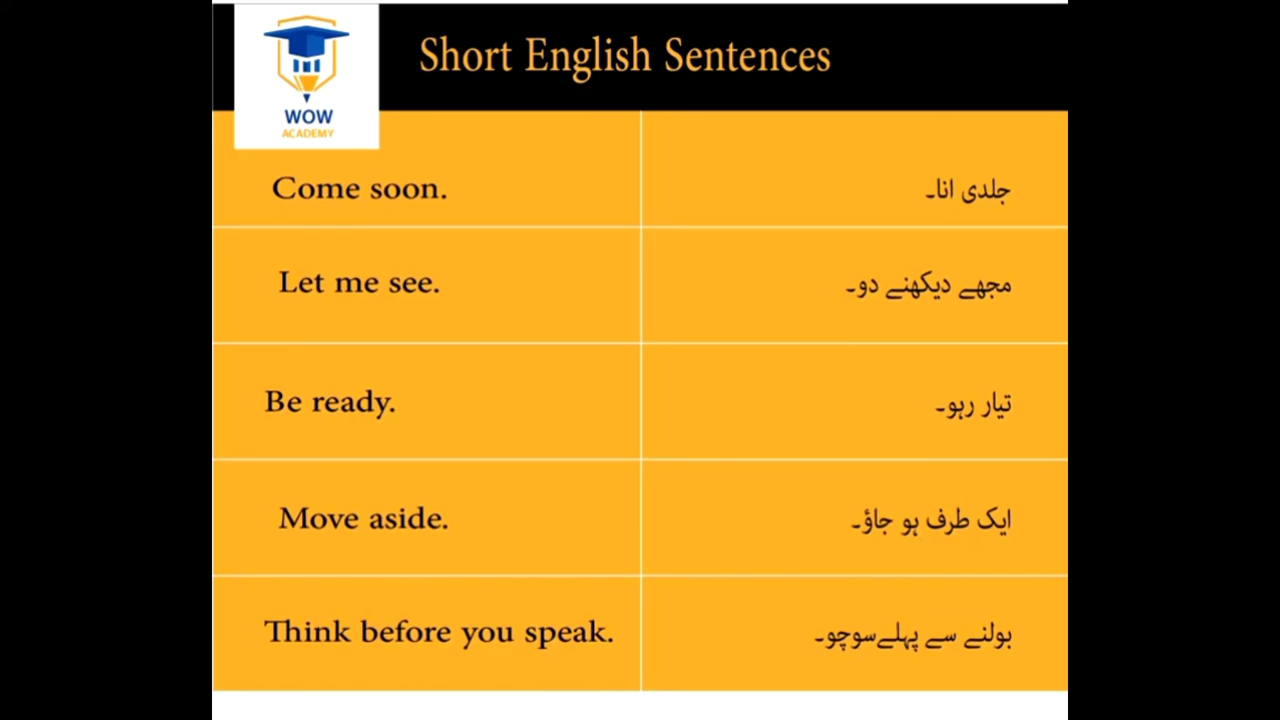 WOW
ACADEMY
Short English Sentences
Come soon.
جلدی انا۔
Let me see.
مجھے دیکھنے دو۔
Be ready.
تیار رہو۔
Move aside.
ایک طرف ہو جاؤ۔
Think before you speak.
بولنے سے پہلےسوچو۔